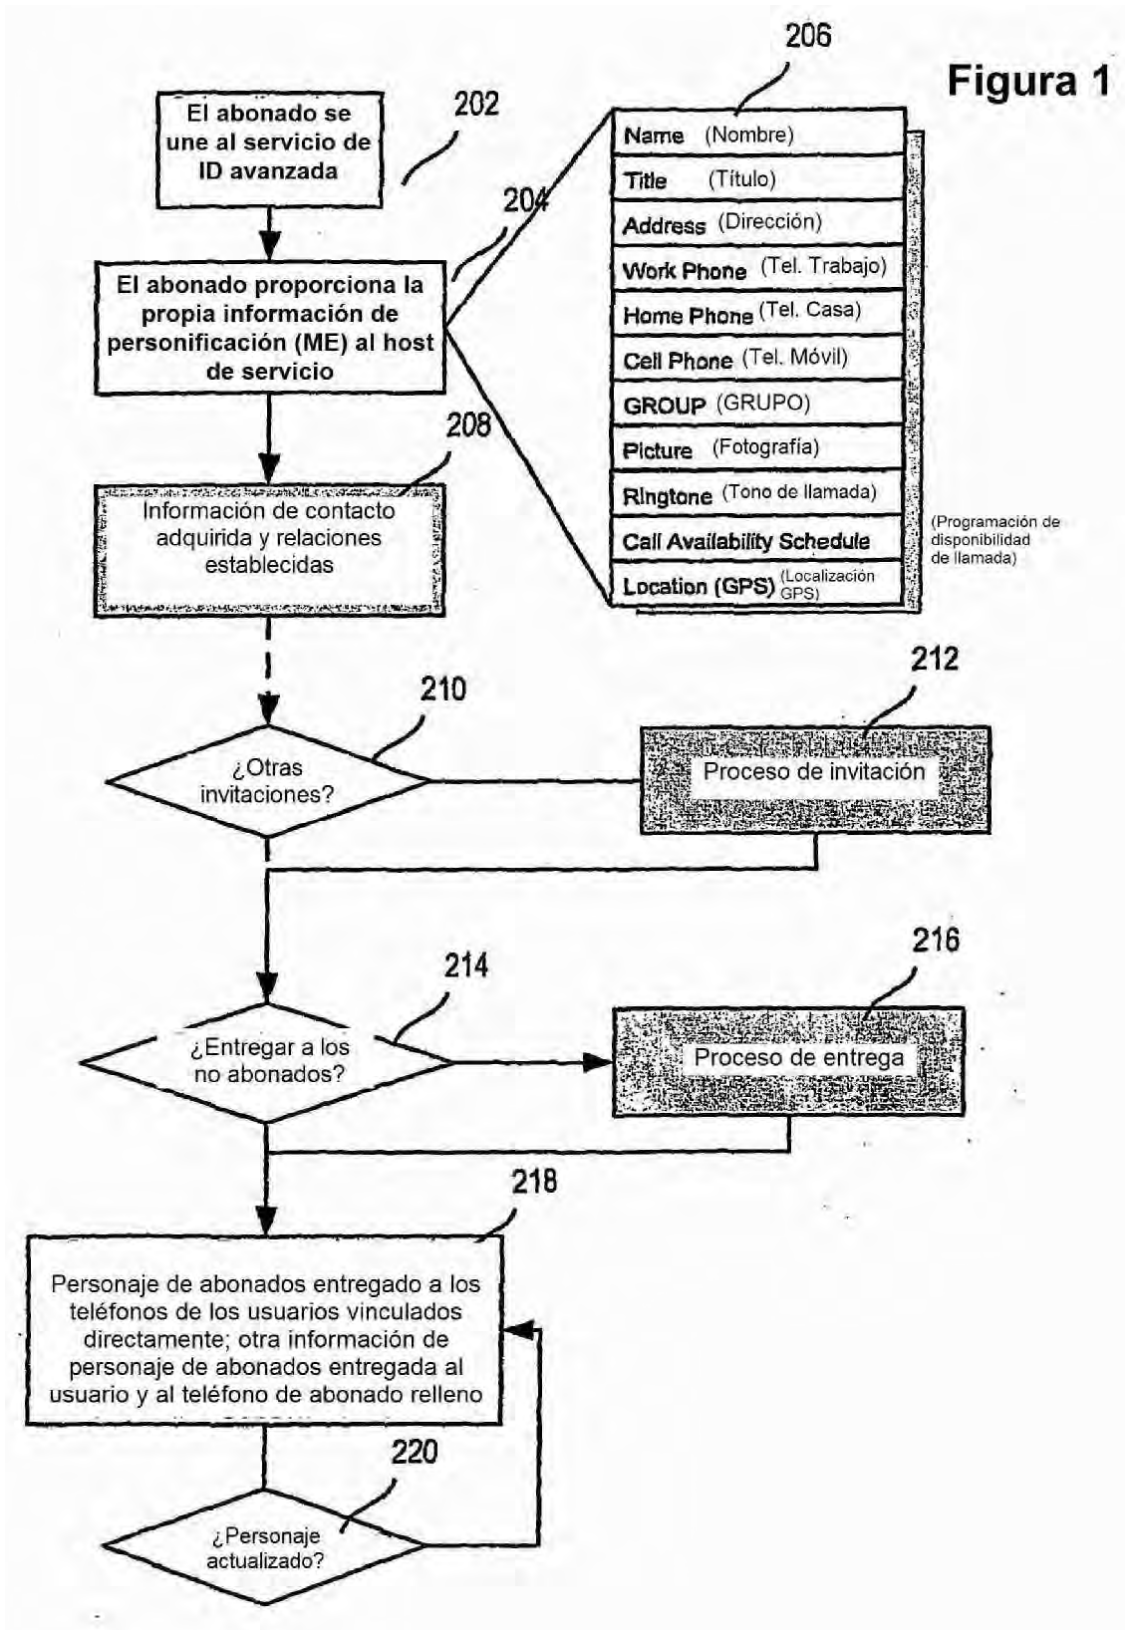 Figura 1
206
202
El abonado se
une al servicio de
ID avanzada
204
El abonado proporciona la
propia información de
personificación (ME) al host
de servicio
Name (Nombre)
Title (Título)
Address (Dirección)
Work Phone (Tel. Trabajo)
Home Phone (Tel. Casa)
Cell Phone (Tel. Móvil)
GROUP (GRUPO)
Picture (Fotografía)
Ringtone (Tono de llamada)
Call Availability Schedule
(Programación de
disponibilidad
de llamada)
Location (GPS) (Localización
GPS)
208
Información de contacto
adquirida y relaciones
establecidas
210
¿Otras
invitaciones?
212
Proceso de invitación
214
¿Entregar a los
no abonados?
216
Proceso de entrega
218
Personaje de abonados entregado a los
teléfonos de los usuarios vinculados
directamente; otra información de
personaje de abonados entregada al
usuario y al teléfono de abonado relleno
220
¿Personaje
actualizado?